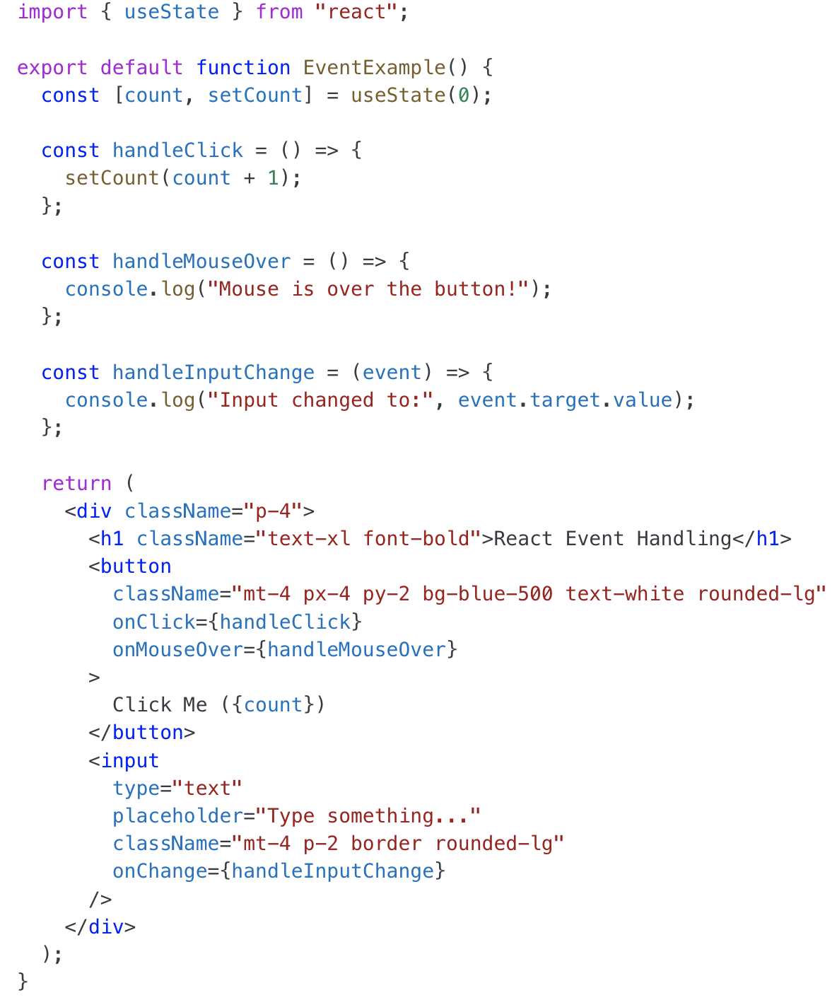 import { useState } from "react";

export default function EventExample() {
  const [count, setCount] = useState(0);

  const handleClick = () => {
    setCount(count + 1);
  };

  const handleMouseOver = () => {
    console.log("Mouse is over the button!");
  };

  const handleInputChange = (event) => {
    console.log("Input changed to:", event.target.value);
  };

  return (
    <div className="p-4">
      <h1 className="text-xl font-bold">React Event Handling</h1>
      <button
        className="mt-4 px-4 py-2 bg-blue-500 text-white rounded-lg"
        onClick={handleClick}
        onMouseOver={handleMouseOver}
      >
        Click Me ({count})
      </button>
      <input
        type="text"
        placeholder="Type something..."
        className="mt-4 p-2 border rounded-lg"
        onChange={handleInputChange}
      />
    </div>
  );
}